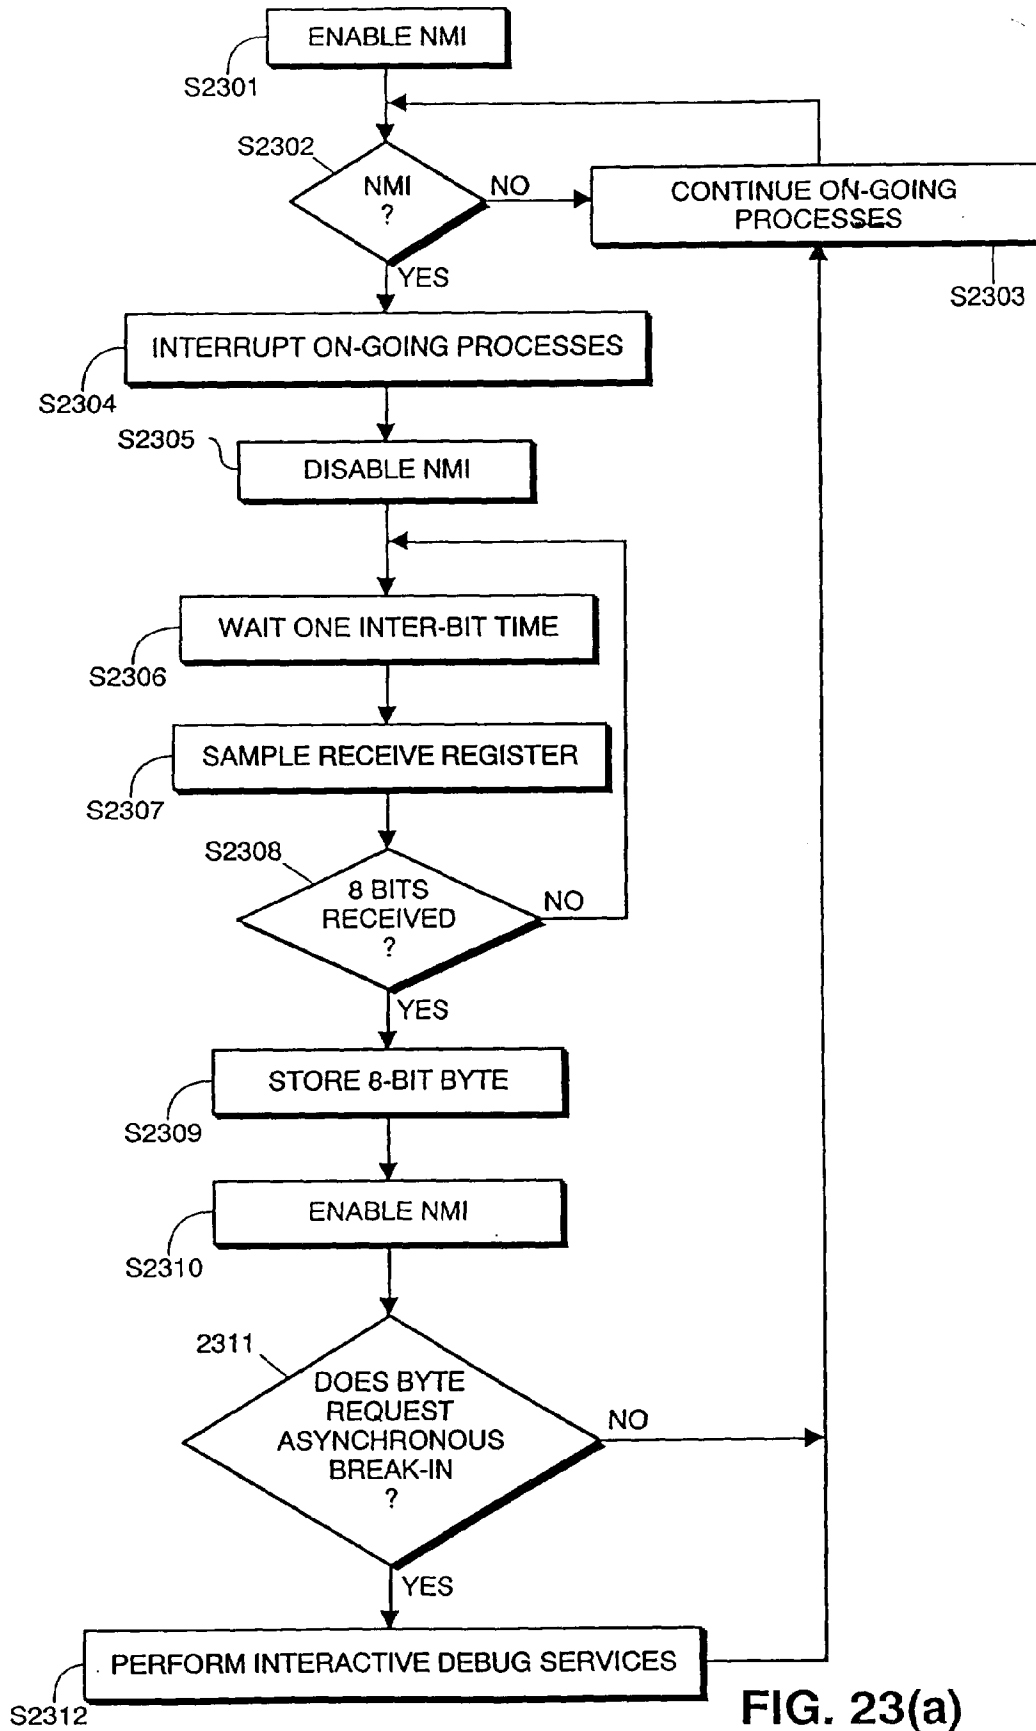 ENABLE NMI
S2301
S2302
NMI
?
NO
CONTINUE ON-GOING
PROCESSES
S2303
YES
INTERRUPT ON-GOING PROCESSES
S2304
S2305
DISABLE NMI
WAIT ONE INTER-BIT TIME
S2306
SAMPLE RECEIVE REGISTER
S2307
S2308
8 BITS
RECEIVED
?
NO
YES
STORE 8-BIT BYTE
S2309
ENABLE NMI
S2310
2311
DOES BYTE
REQUEST
ASYNCHRONOUS
BREAK-IN
?
NO
YES
PERFORM INTERACTIVE DEBUG SERVICES
S2312
FIG. 23(a)